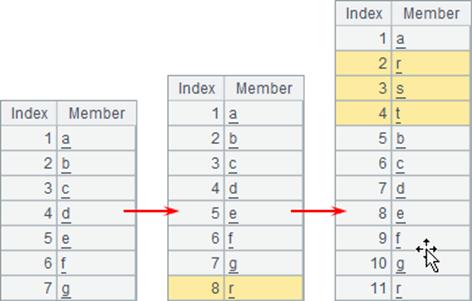 Index Member
1 a
2 b
3 c
4 d
5 e
6 f
7 g
Index Member
1 a
2 b
3 c
4 d
5 e
6 f
7 g
8 r
Index Member
1 a
2 r
3 s
4 t
5 b
6 c
7 d
8 e
9 f
10 g
11 r